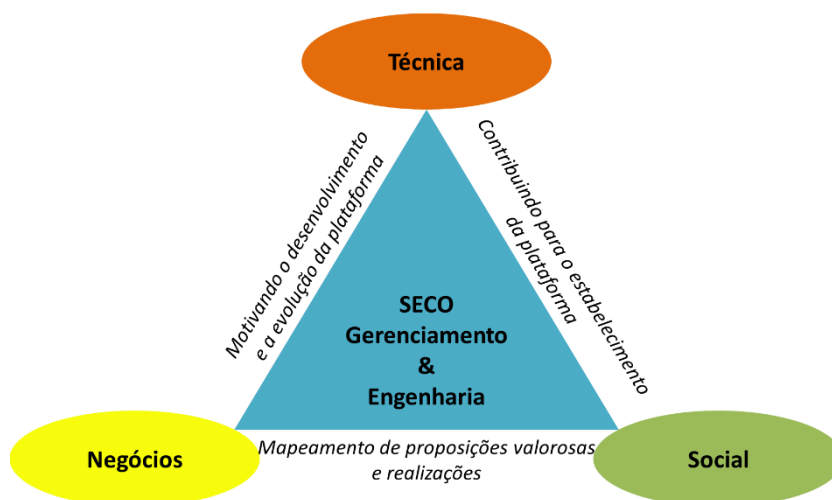 Técnica
Motivando o desenvolvimento
e a evolução da plataforma
Contribuindo para o estabelecimento
da plataforma
SECO
Gerenciamento
&
Engenharia
Negócios
Mapeamento de proposições valorosas
e realizações
Social